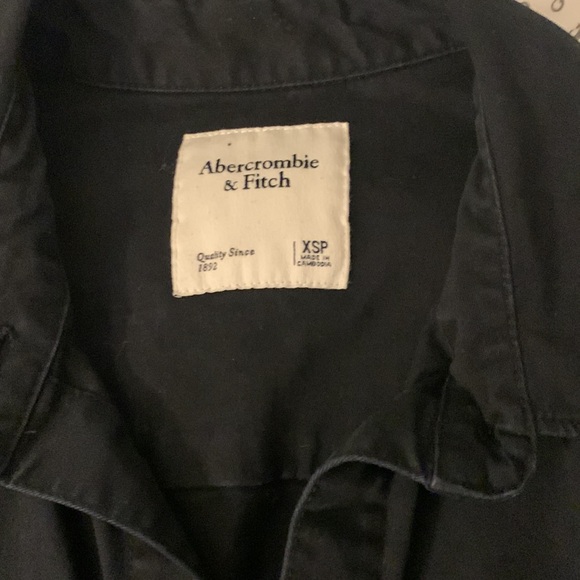 Abercrombie
& Fitch
Quality Since
1892
XSP
MADE IN
CAMBODIA